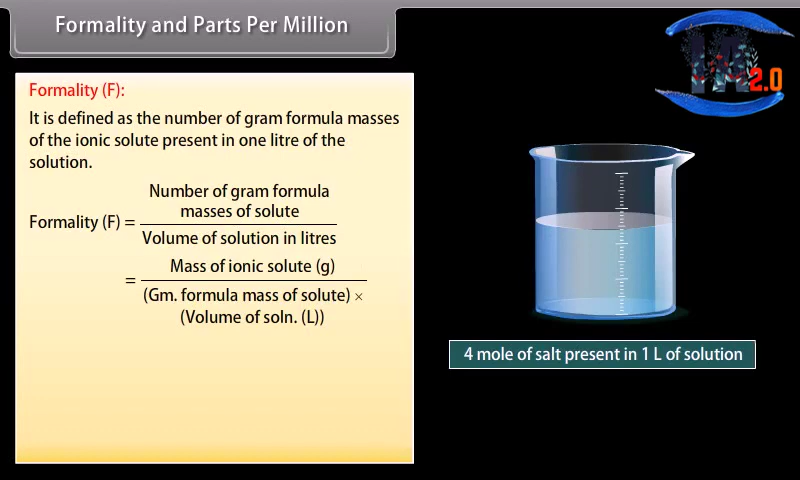 Formality and Parts Per Million
Formality (F):
It is defined as the number of gram formula masses
of the ionic solute present in one litre of the
solution.
Number of gram formula
masses of solute
Formality (F) =
Volume of solution in litres
Mass of ionic solute (g)
=
(Gm. formula mass of solute) ×
(Volume of soln. (L))
4 mole of salt present in 1 L of solution
2.0